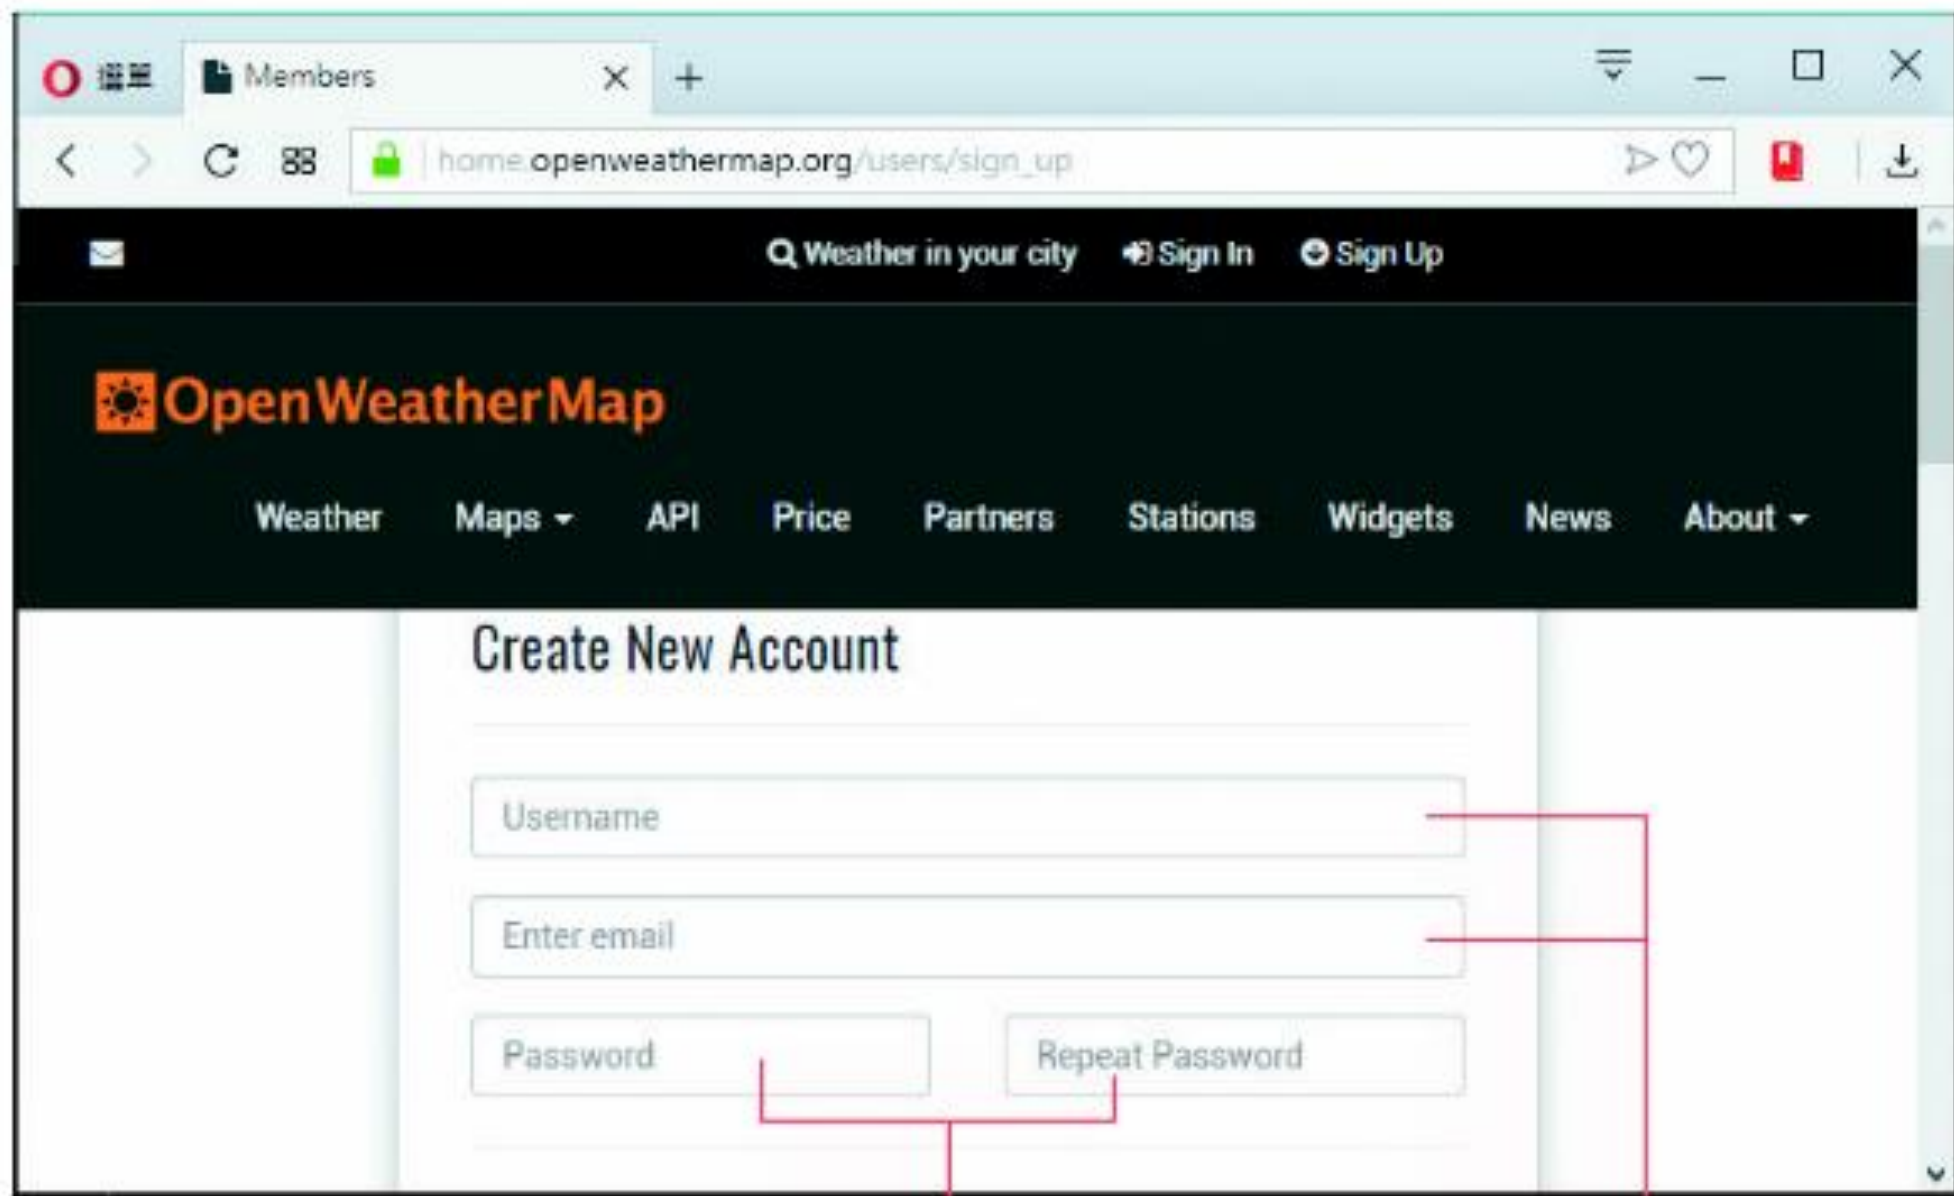 Members
home.openweathermap.org/users/sign_up
Weather in your city Sign In Sign Up
OpenWeatherMap
Weather Maps API Price Partners Stations Widgets News About
Create New Account
Username
Enter email
Password Repeat Password